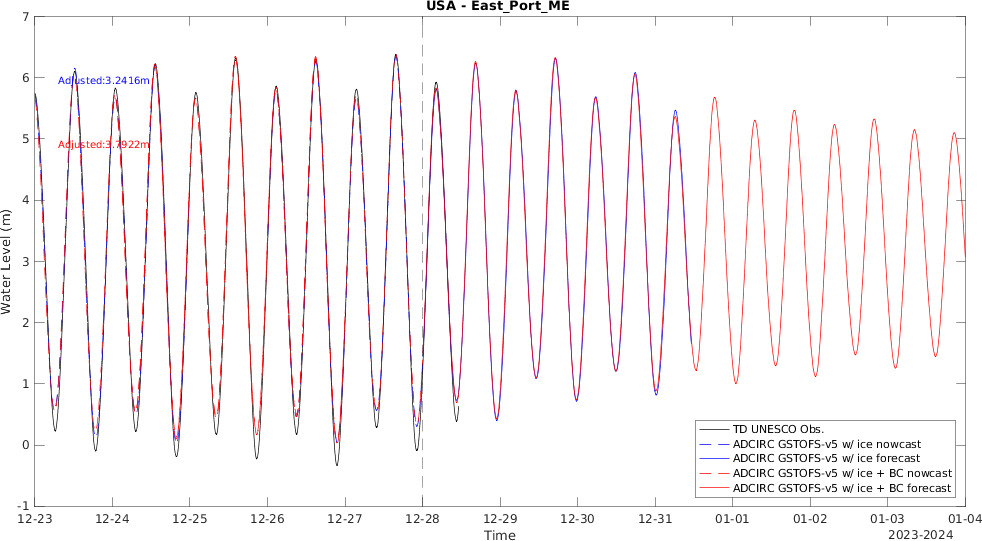 USA - East_Port_ME
Water Level (m)
7
6
5
4
3
2
1
0
-1
Adjusted:3.2416m
Adjusted:3.7922m
TD UNESCO Obs.
ADCIRC GSTOFS-v5 w/ ice nowcast
ADCIRC GSTOFS-v5 w/ ice forecast
ADCIRC GSTOFS-v5 w/ ice + BC nowcast
ADCIRC GSTOFS-v5 w/ ice + BC forecast
12-23 12-24 12-25 12-26 12-27 12-28 12-29 12-30 12-31 01-01 01-02 01-03 01-04
Time
2023-2024